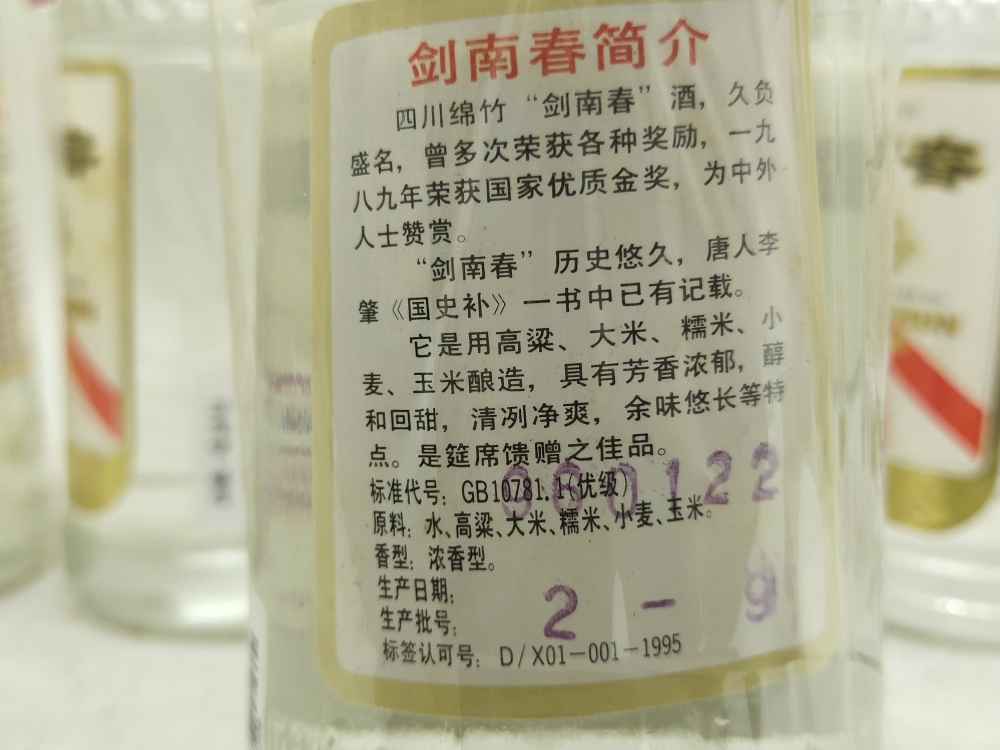 剑南春简介
四川绵竹“剑南春”酒，久负
盛名，曾多次荣获各种奖励，一九
八九年荣获国家优质金奖，为中外
人士赞赏。
“剑南春”历史悠久，唐人李
肇《国史补》一书中已有记载。
它是用高粱、大米、糯米、小
麦、玉米酿造，具有芳香浓郁，醇
和回甜，清冽净爽，余味悠长等特
点。是筵席馈赠之佳品。
标准代号：GB10781.1(优级)
原料：水、高粱、大米、糯米、小麦、玉米。
香型：浓香型。
生产日期：
060122
生产批号：
2-9
标签认可号：D/X01-001-1995
春